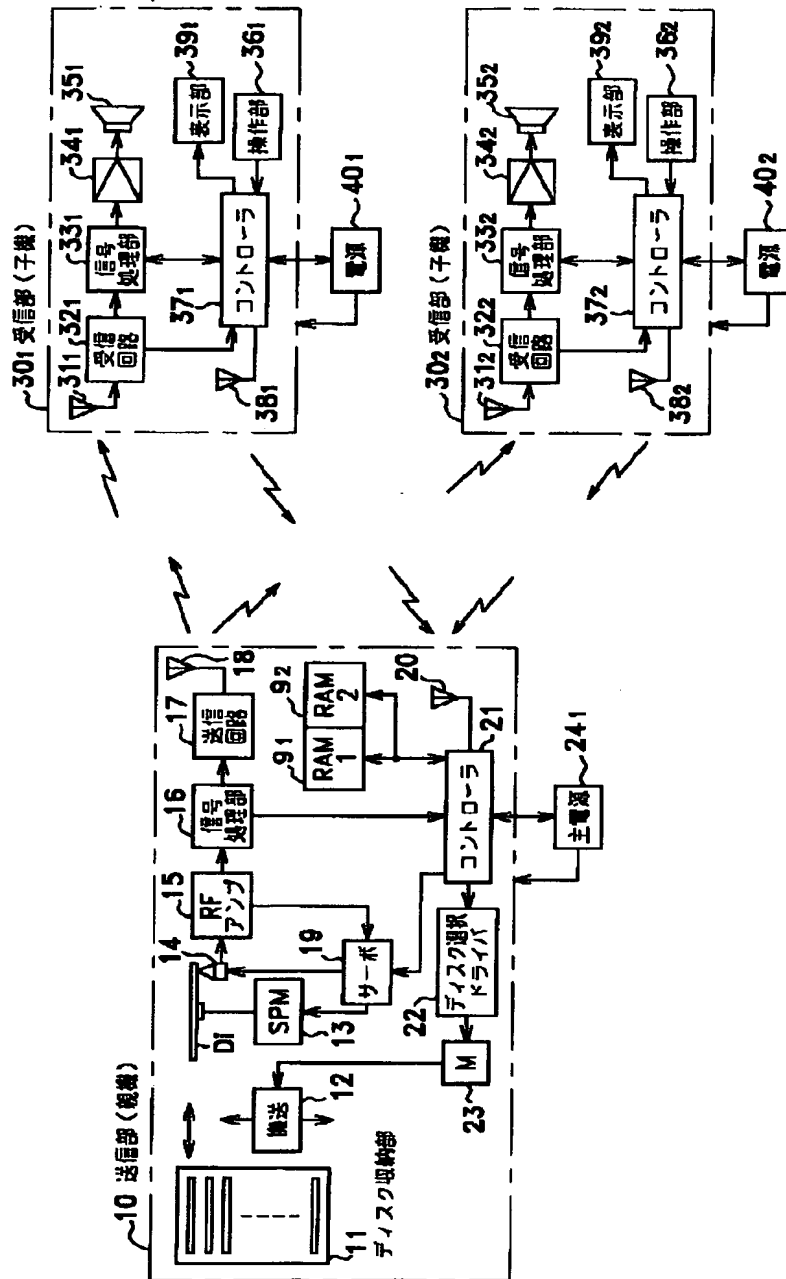 10 送信部(親機)
11
ディスク収納部
12
搬送
Di
SPM
13
14
15
RF
アンプ
16
信号
処理部
17
送信
回路
18
19
サーボ
9₁
RAM
1
9₂
RAM
2
20
21
コントローラ
22
ディスク選択
ドライバ
23
M
24₁
主電源
30₁ 受信部(子機)
31₁
32₁
受信
回路
33₁
信号
処理部
34₁
35₁
39₁
表示部
36₁
操作部
37₁
コントローラ
38₁
40₁
電源
30₂ 受信部(子機)
31₂
32₂
受信
回路
33₂
信号
処理部
34₂
35₂
39₂
表示部
36₂
操作部
37₂
コントローラ
38₂
40₂
電源